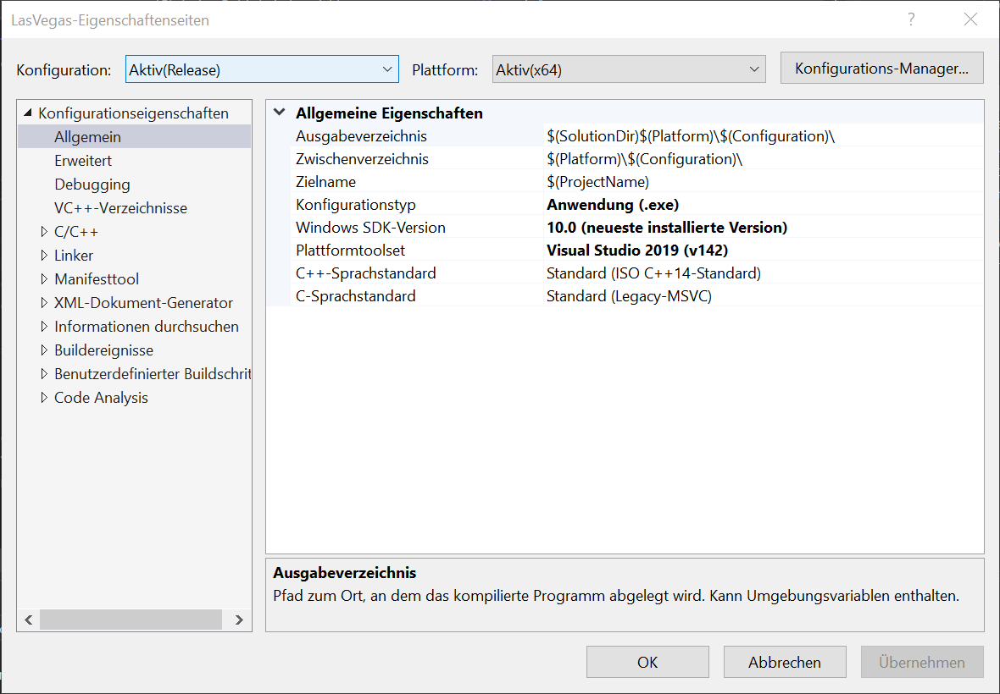 LasVegas-Eigenschaftenseiten ?
Konfiguration: Aktiv(Release) Plattform: Aktiv(x64) Konfigurations-Manager...
Konfigurationseigenschaften
Allgemein
Erweitert
Debugging
VC++-Verzeichnisse
C/C++
Linker
Manifesttool
XML-Dokument-Generator
Informationen durchsuchen
Buildereignisse
Benutzerdefinierter Buildschrit
Code Analysis
Allgemeine Eigenschaften
Ausgabeverzeichnis $(SolutionDir)$(Platform)\$(Configuration)\
Zwischenverzeichnis $(Platform)\$(Configuration)\
Zielname $(ProjectName)
Konfigurationstyp Anwendung (.exe)
Windows SDK-Version 10.0 (neueste installierte Version)
Plattformtoolset Visual Studio 2019 (v142)
C++-Sprachstandard Standard (ISO C++14-Standard)
C-Sprachstandard Standard (Legacy-MSVC)
Ausgabeverzeichnis
Pfad zum Ort, an dem das kompilierte Programm abgelegt wird. Kann Umgebungsvariablen enthalten.
OK Abbrechen Übernehmen